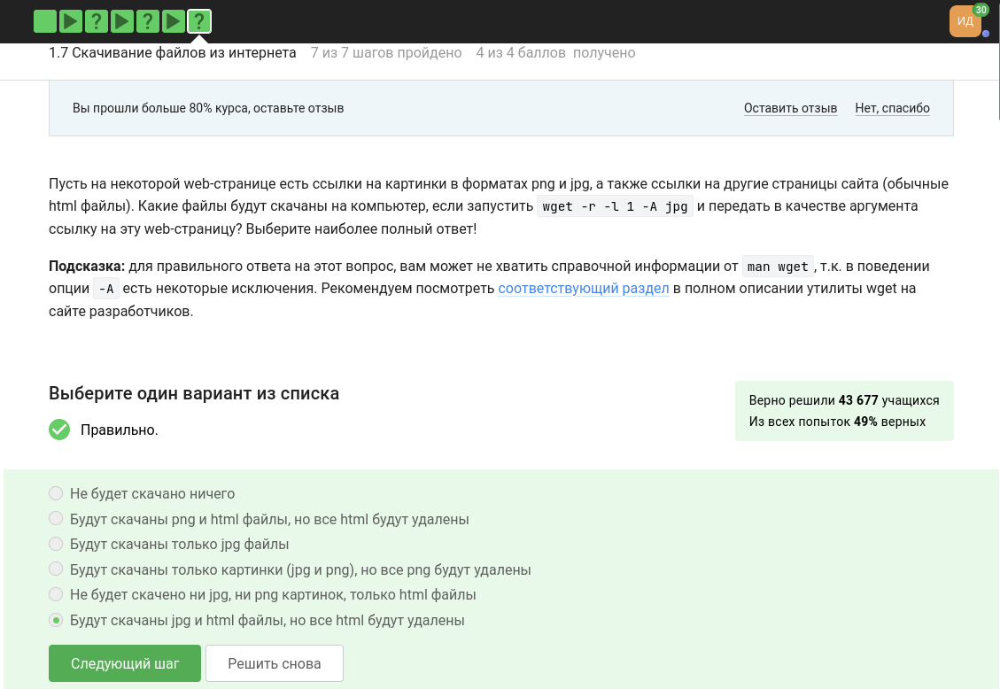 ? ? ?
ИД
30
1.7 Скачивание файлов из интернета 7 из 7 шагов пройдено 4 из 4 баллов получено
Вы прошли больше 80% курса, оставьте отзыв Оставить отзыв Нет, спасибо
Пусть на некоторой web-странице есть ссылки на картинки в форматах png и jpg, а также ссылки на другие страницы сайта (обычные
html файлы). Какие файлы будут скачаны на компьютер, если запустить wget -r -l 1 -A jpg и передать в качестве аргумента
ссылку на эту web-страницу? Выберите наиболее полный ответ!
Подсказка: для правильного ответа на этот вопрос, вам может не хватить справочной информации от man wget, т.к. в поведении
опции -A есть некоторые исключения. Рекомендуем посмотреть соответствующий раздел в полном описании утилиты wget на
сайте разработчиков.
Выберите один вариант из списка
Правильно.
Верно решили 43 677 учащихся
Из всех попыток 49% верных
Не будет скачано ничего
Будут скачаны png и html файлы, но все html будут удалены
Будут скачаны только jpg файлы
Будут скачаны только картинки (jpg и png), но все png будут удалены
Не будет скачено ни jpg, ни png картинок, только html файлы
Будут скачаны jpg и html файлы, но все html будут удалены
Следующий шаг Решить снова